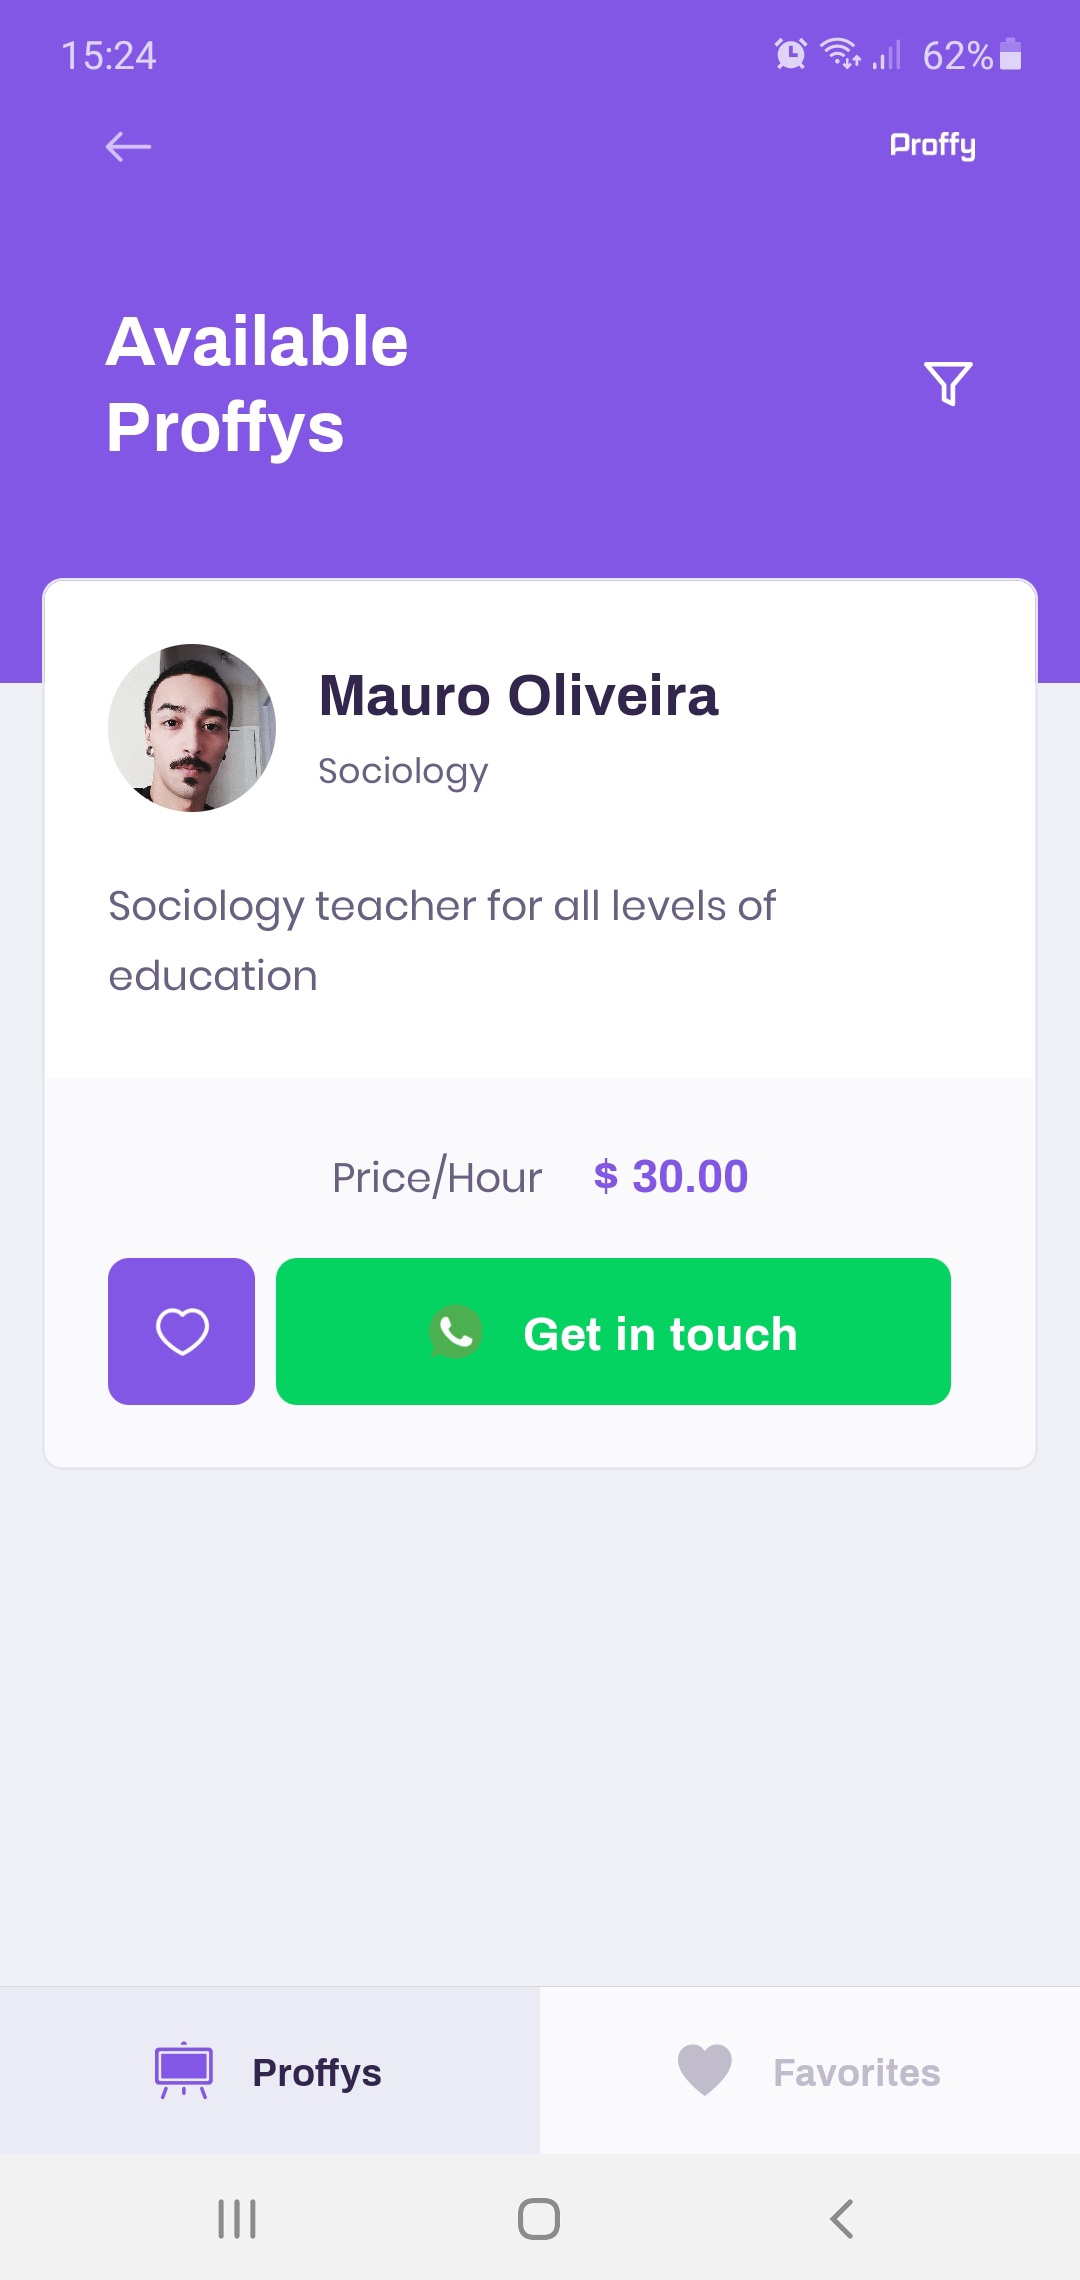 15:24 62%
Proffy
Available
Proffys
Mauro Oliveira
Sociology
Sociology teacher for all levels of
education
Price/Hour $ 30.00
Get in touch
Proffys Favorites